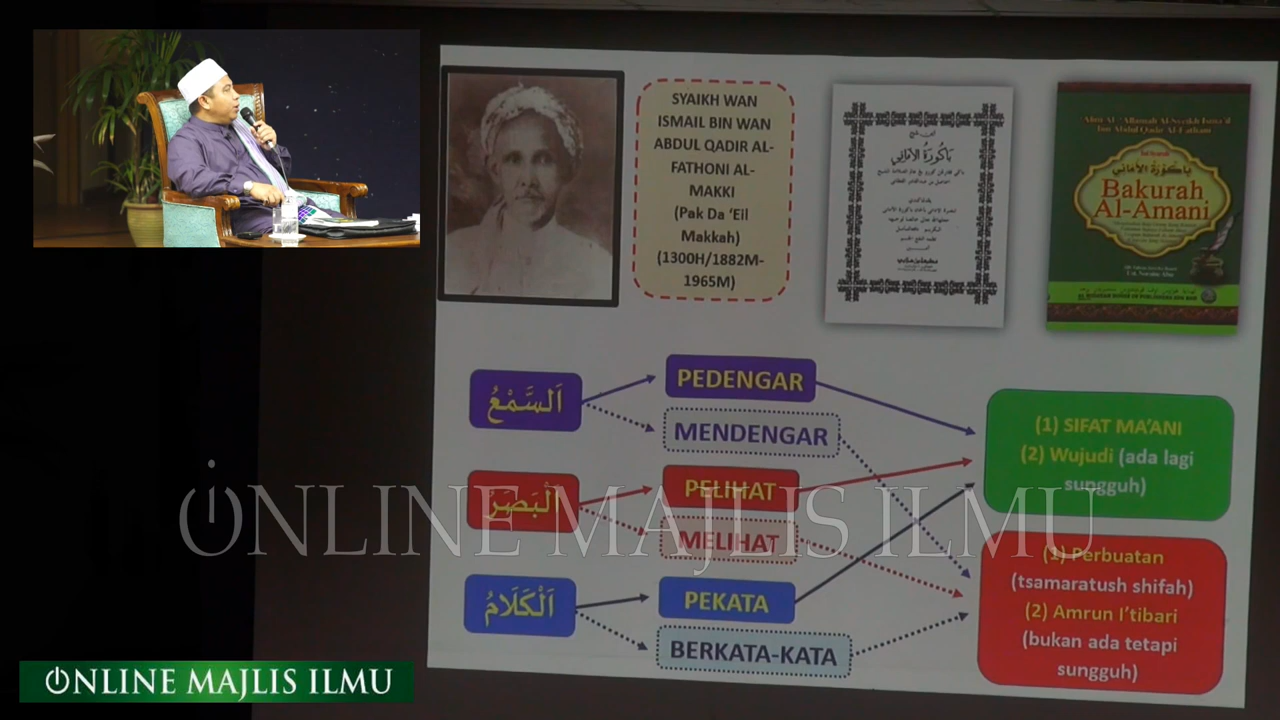 SYAIKH WAN
ISMAIL BIN WAN
ABDUL QADIR AL-
FATHONI AL-
MAKKI
(Pak Da 'Eil
Makkah)
(1300H/1882M-
1965M)
باكورة الأماني
Bakurah
Al-Amani
اَلسَّمْعُ
PEDENGAR
MENDENGAR
اَلْبَصَرُ
PELIHAT
MELIHAT
اَلْكَلَامُ
PEKATA
BERKATA-KATA
(1) SIFAT MA'ANI
(2) Wujudi (ada lagi
sungguh)
(1) Perbuatan
(tsamaratush shifah)
(2) Amrun I'tibari
(bukan ada tetapi
sungguh)
ONLINE MAJLIS ILMU
ONLINE MAJLIS ILMU